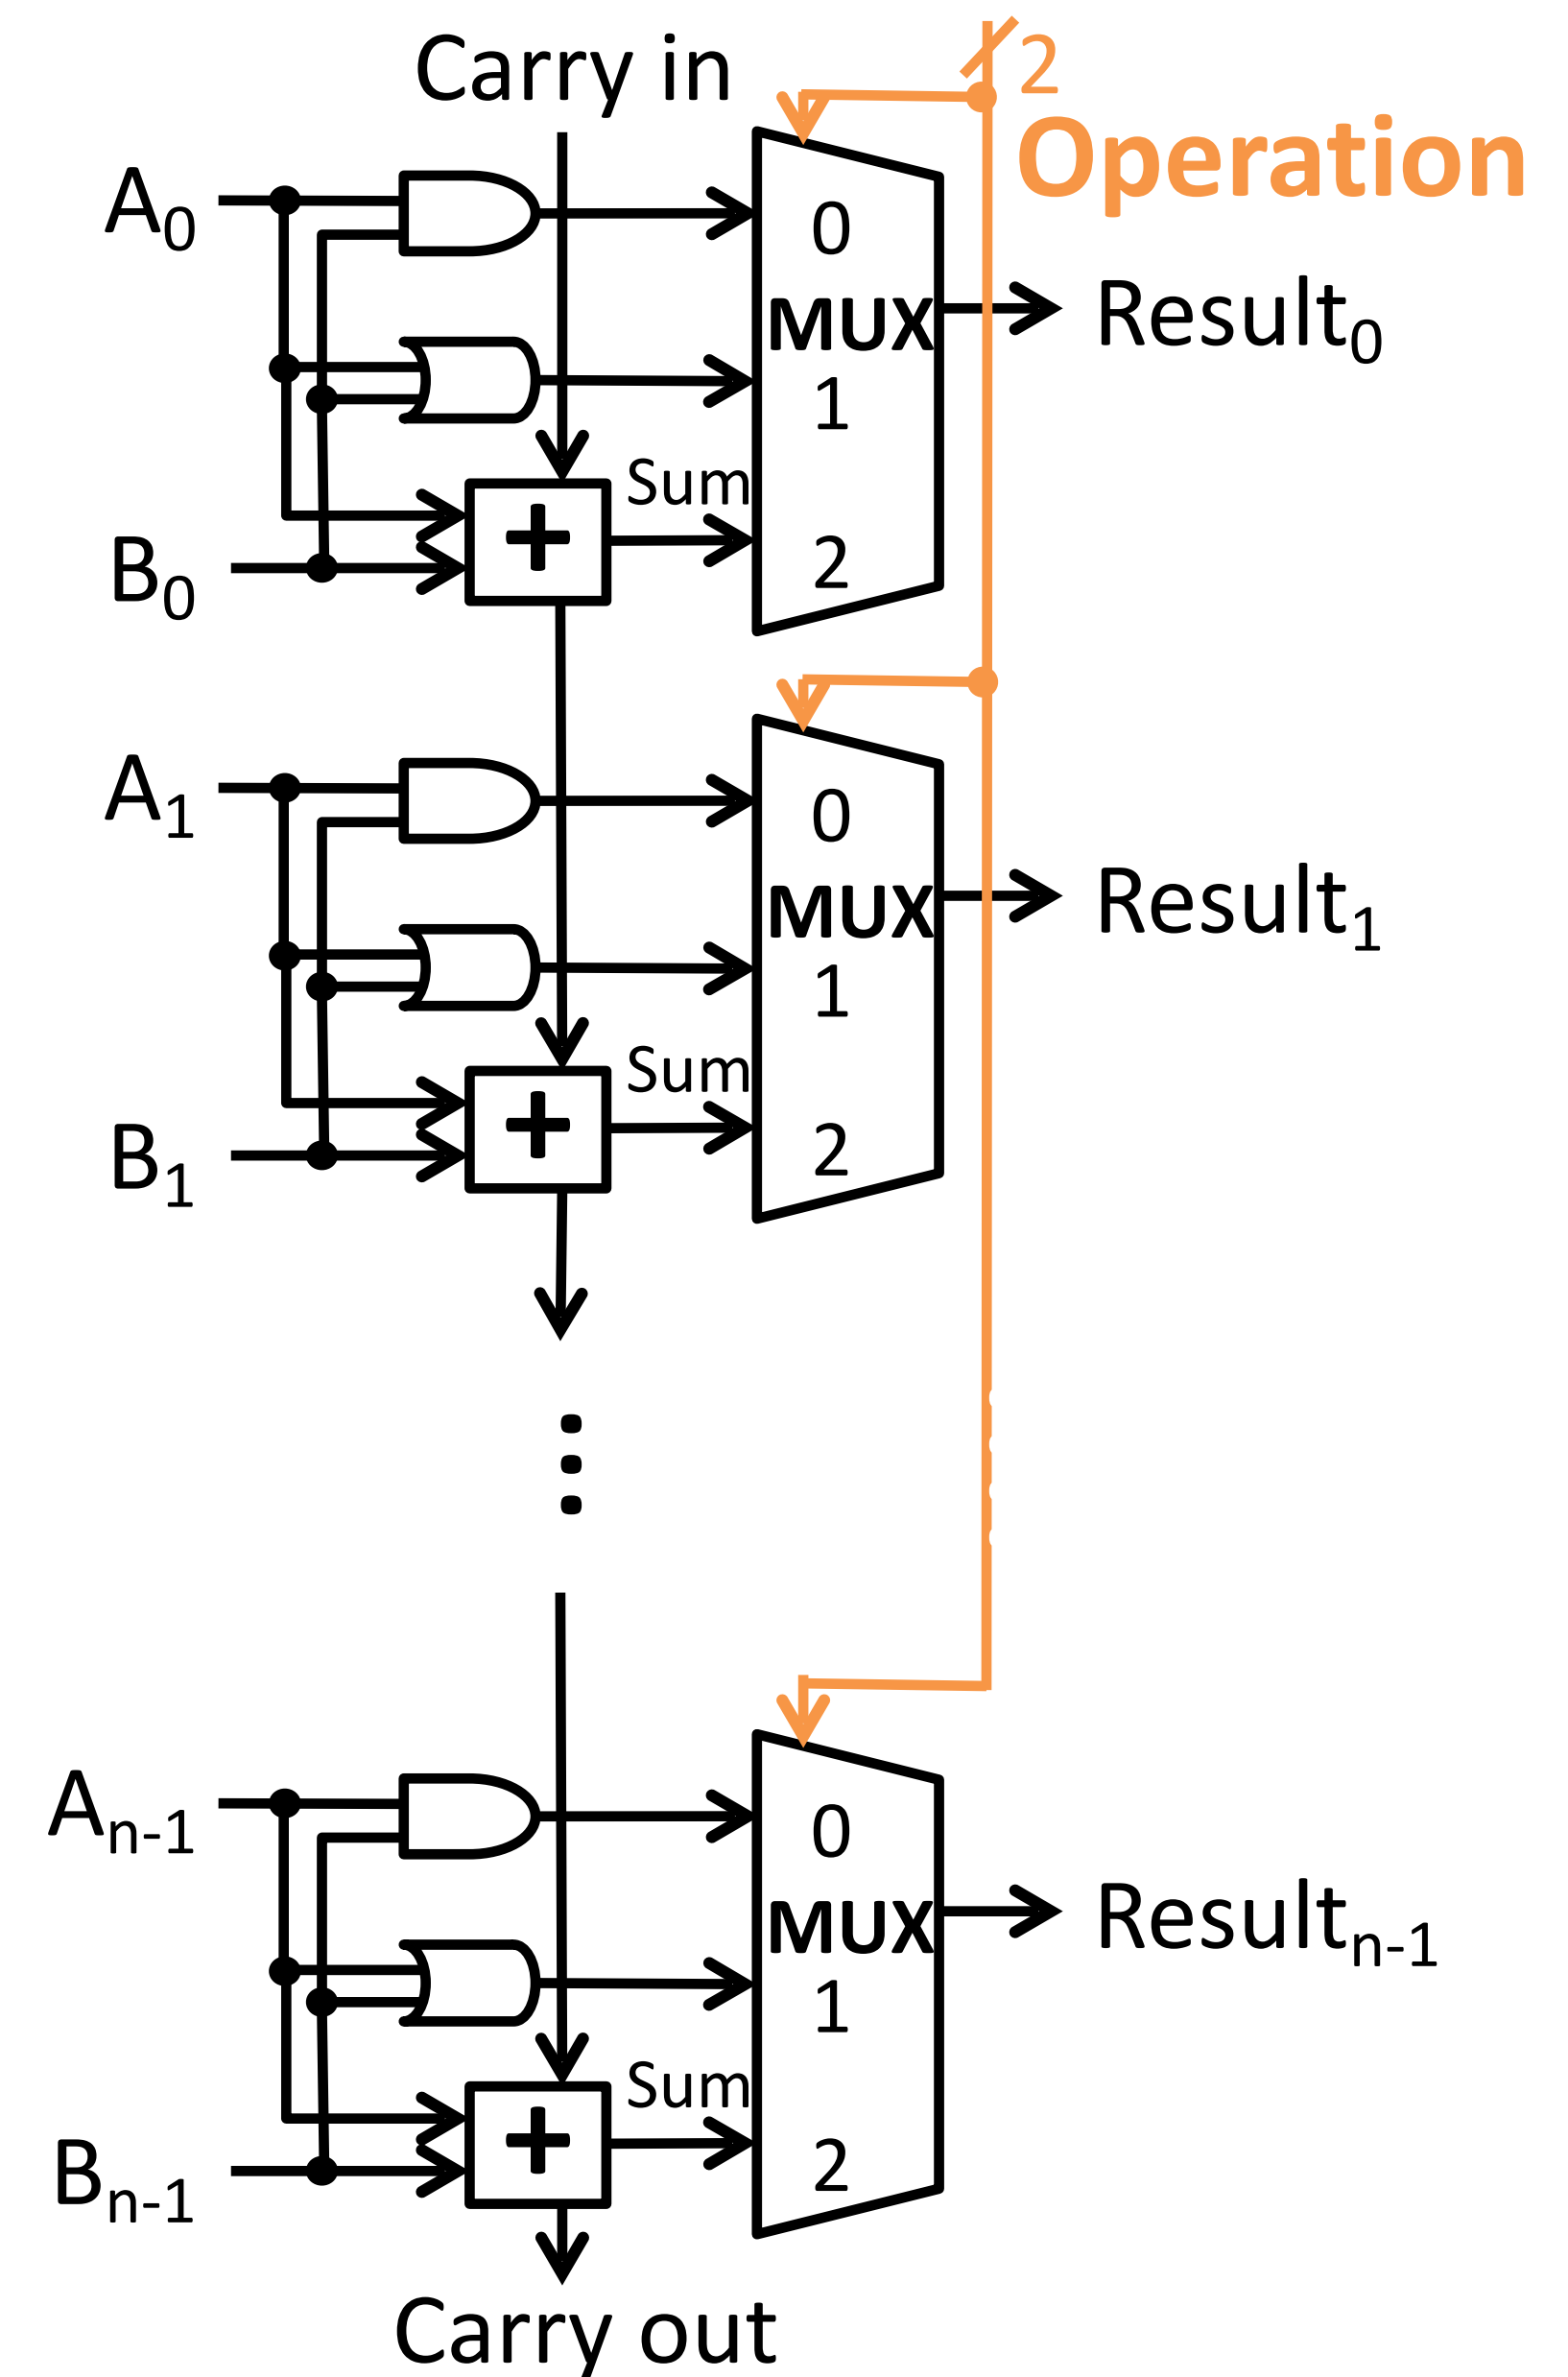 Carry in
2
Operation
A0
0
MUX
Result0
1
Sum
+
B0
2
A1
0
MUX
Result1
1
Sum
+
B1
2
An-1
0
MUX
Resultn-1
1
Sum
+
Bn-1
2
Carry out